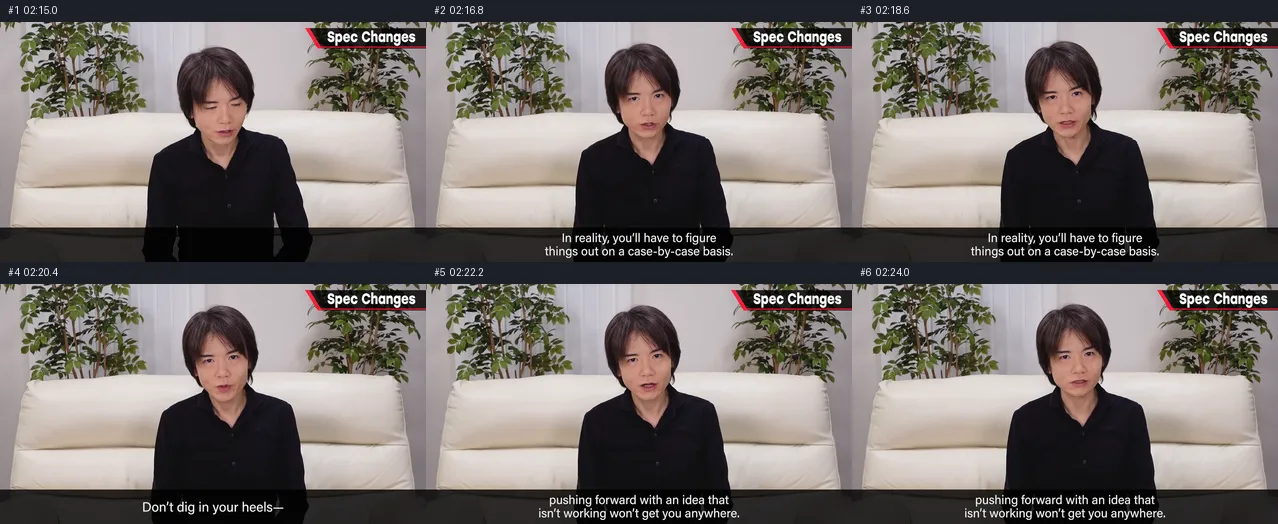 #1 02:15.0
Spec Changes
#2 02:16.8
Spec Changes
In reality, you'll have to figure
things out on a case-by-case basis.
#3 02:18.6
Spec Changes
In reality, you'll have to figure
things out on a case-by-case basis.
#4 02:20.4
Spec Changes
Don't dig in your heels—
#5 02:22.2
Spec Changes
pushing forward with an idea that
isn't working won't get you anywhere.
#6 02:24.0
Spec Changes
pushing forward with an idea that
isn't working won't get you anywhere.